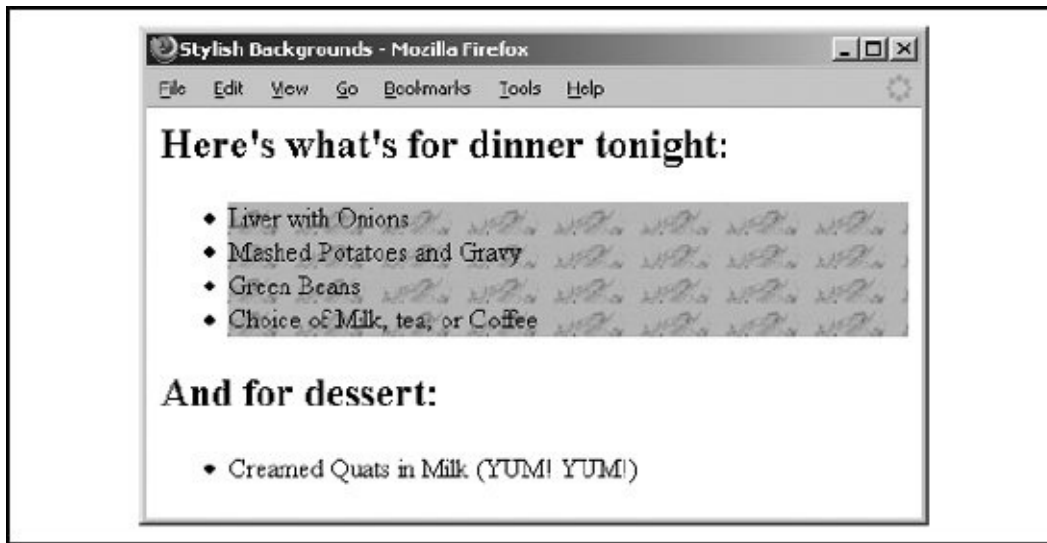 Stylish Backgrounds - Mozilla Firefox
File Edit View Go Bookmarks Tools Help
Here's what's for dinner tonight:
Liver with Onions
Mashed Potatoes and Gravy
Green Beans
Choice of Milk, tea, or Coffee
And for dessert:
Creamed Quats in Milk (YUM! YUM!)